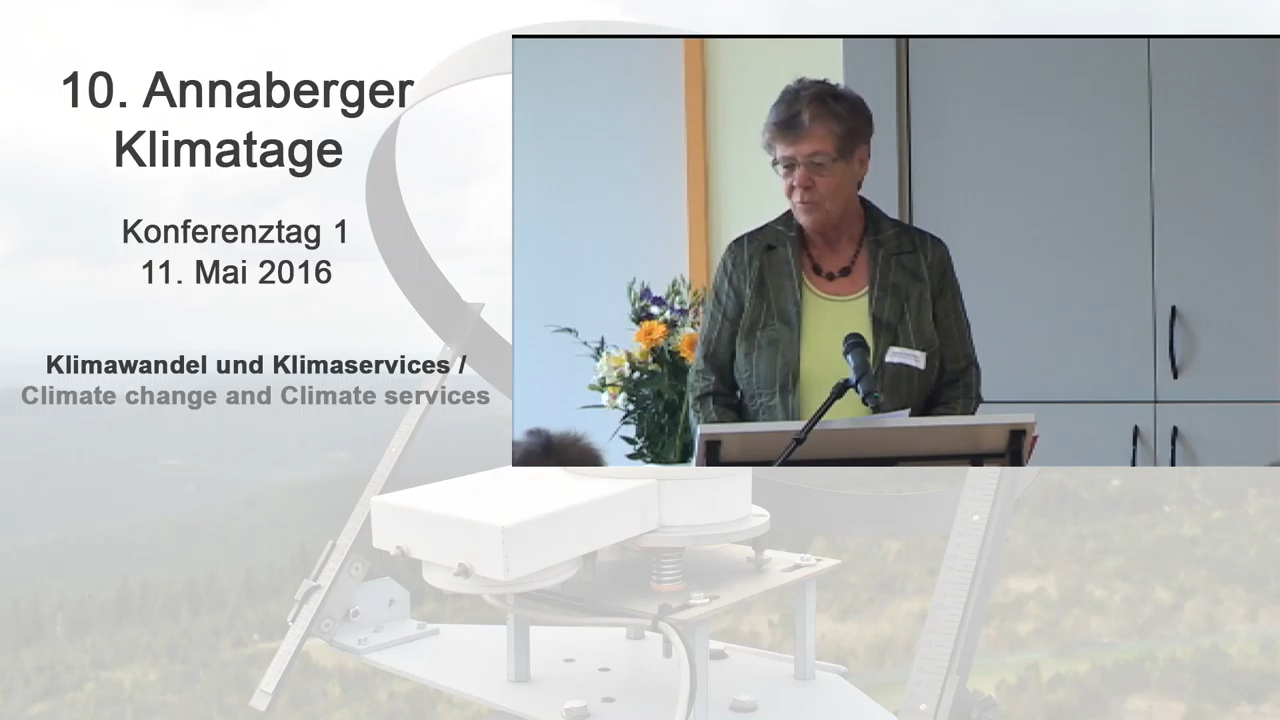 10. Annaberger
Klimatage
Konferenztag 1
11. Mai 2016
Klimawandel und Klimaservices /
Climate change and Climate services